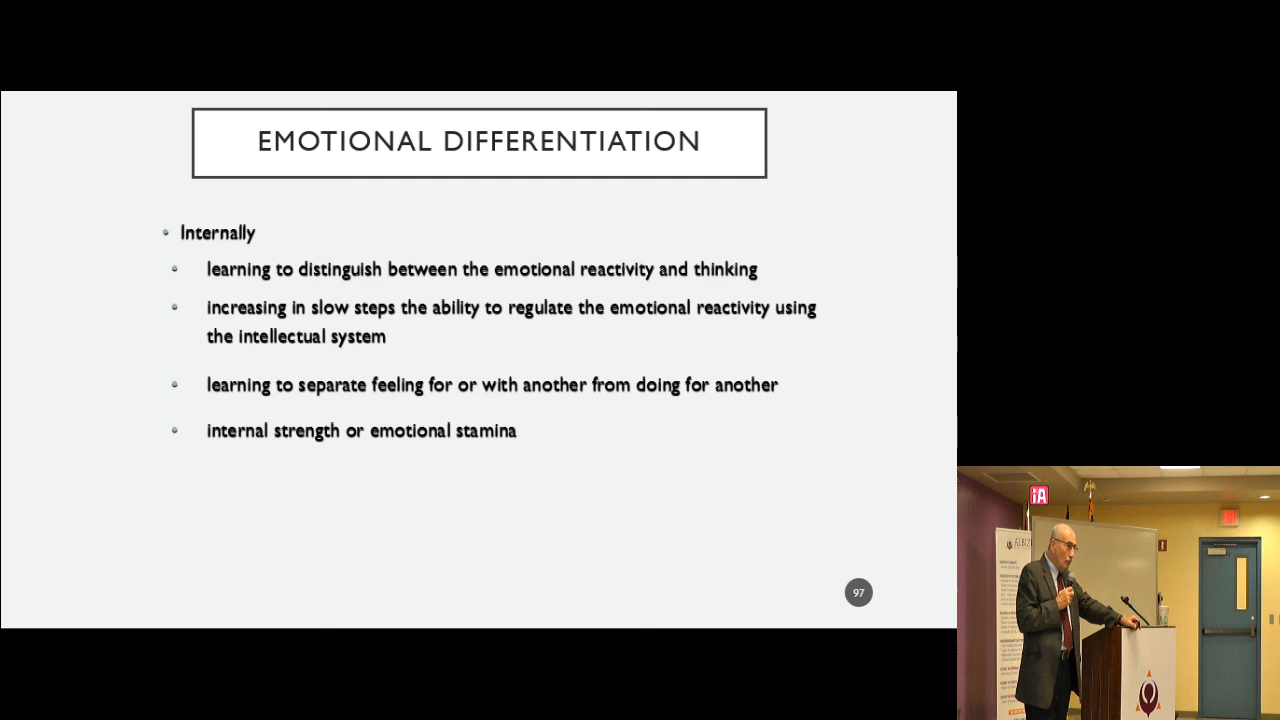 EMOTIONAL DIFFERENTIATION
• Internally
• learning to distinguish between the emotional reactivity and thinking
• increasing in slow steps the ability to regulate the emotional reactivity using
the intellectual system
• learning to separate feeling for or with another from doing for another
• internal strength or emotional stamina
97
iA
ALBIZ